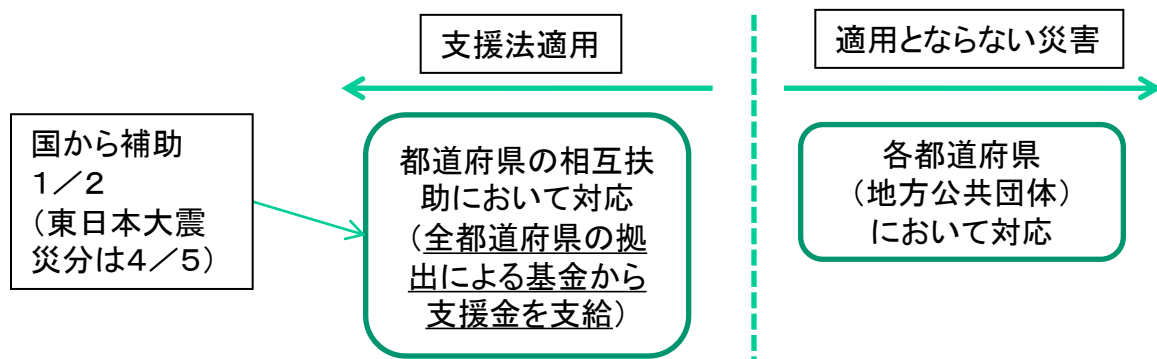 支援法適用
適用とならない災害
国から補助
１／２
（東日本大震
災分は４／５）
都道府県の相互扶
助において対応
（全都道府県の拠
出による基金から
支援金を支給）
各都道府県
（地方公共団体）
において対応